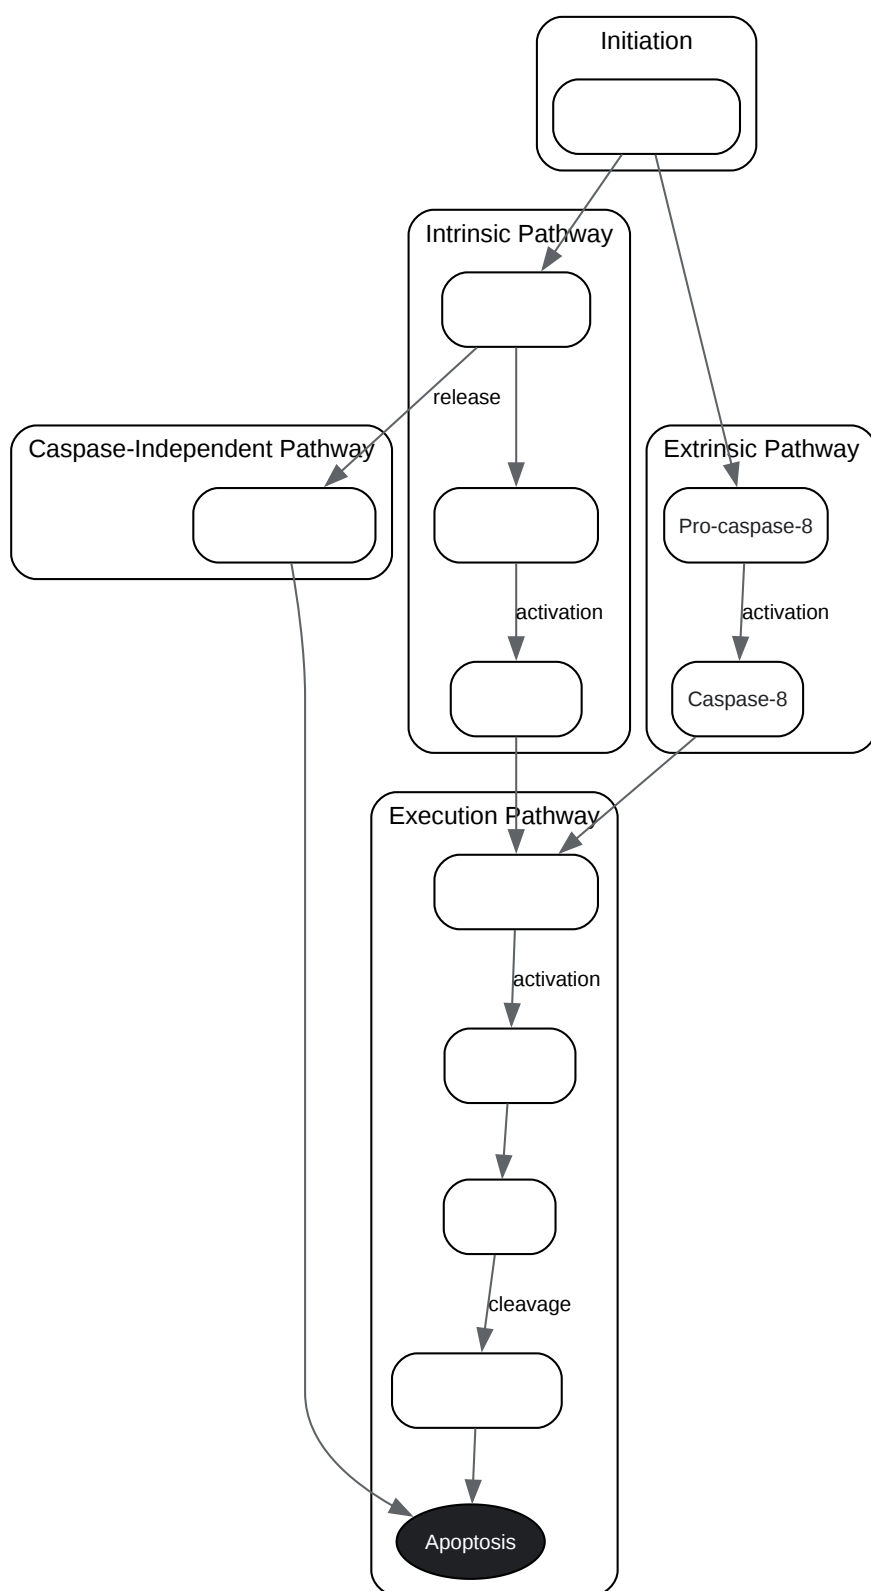 Initiation
Intrinsic Pathway
release
Caspase-Independent Pathway
Extrinsic Pathway
Pro-caspase-8
activation
activation
Caspase-8
Execution Pathway
activation
cleavage
Apoptosis